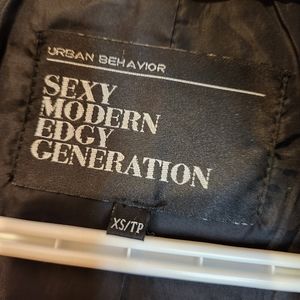 URBAN BEHAVIOR
SEXY
MODERN
EDGY
GENERATION
XS/TP